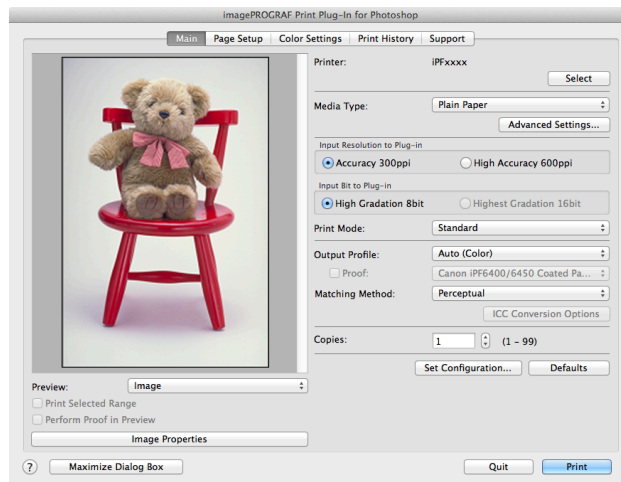 imagePROGRAF Print Plug-In for Photoshop
Main Page Setup Color Settings Print History Support
Printer: iPFxxxx
Select
Media Type: Plain Paper
Advanced Settings...
Input Resolution to Plug-in
Accuracy 300ppi High Accuracy 600ppi
Input Bit to Plug-in
High Gradation 8bit Highest Gradation 16bit
Print Mode: Standard
Output Profile: Auto (Color)
Proof: Canon iPF6400/6450 Coated Pa...
Matching Method: Perceptual
ICC Conversion Options
Copies: 1 (1 – 99)
Set Configuration... Defaults
Preview: Image
Print Selected Range
Perform Proof in Preview
Image Properties
? Maximize Dialog Box Quit Print